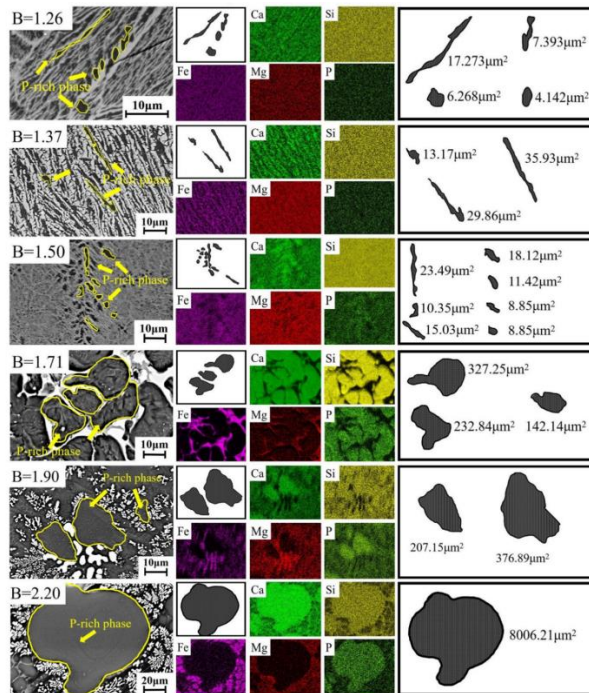 B=1.26
P-rich phase
10μm
Ca
Si
Fe
Mg
P
17.273μm²
7.393μm²
6.268μm²
4.142μm²
B=1.37
P-rich phase
10μm
Ca
Si
Fe
Mg
P
13.17μm²
35.93μm²
29.86μm²
B=1.50
P-rich phase
10μm
Ca
Si
Fe
Mg
P
23.49μm²
18.12μm²
11.42μm²
10.35μm²
8.85μm²
15.03μm²
8.85μm²
B=1.71
P-rich phase
10μm
Ca
Si
Fe
Mg
P
327.25μm²
232.84μm²
142.14μm²
B=1.90
P-rich phase
10μm
Ca
Si
Fe
Mg
P
207.15μm²
376.89μm²
B=2.20
P-rich phase
20μm
Ca
Si
Fe
Mg
P
8006.21μm²